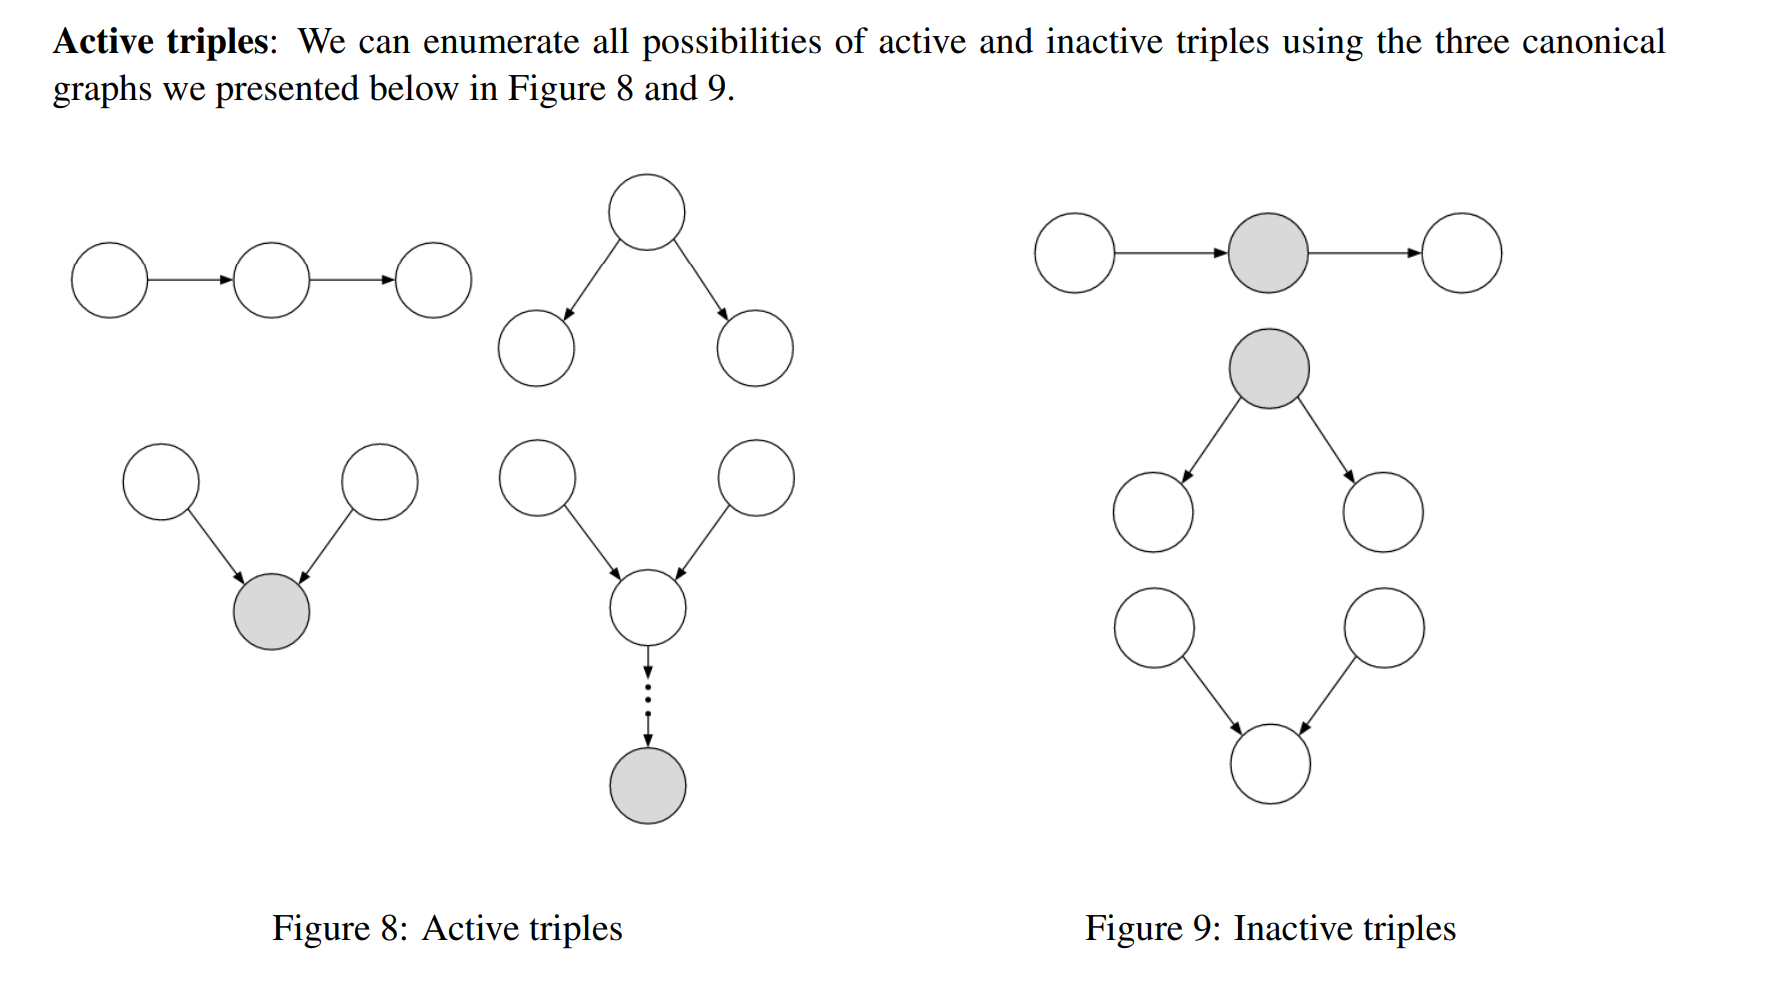 Active triples: We can enumerate all possibilities of active and inactive triples using the three canonical
graphs we presented below in Figure 8 and 9.
Figure 8: Active triples
Figure 9: Inactive triples